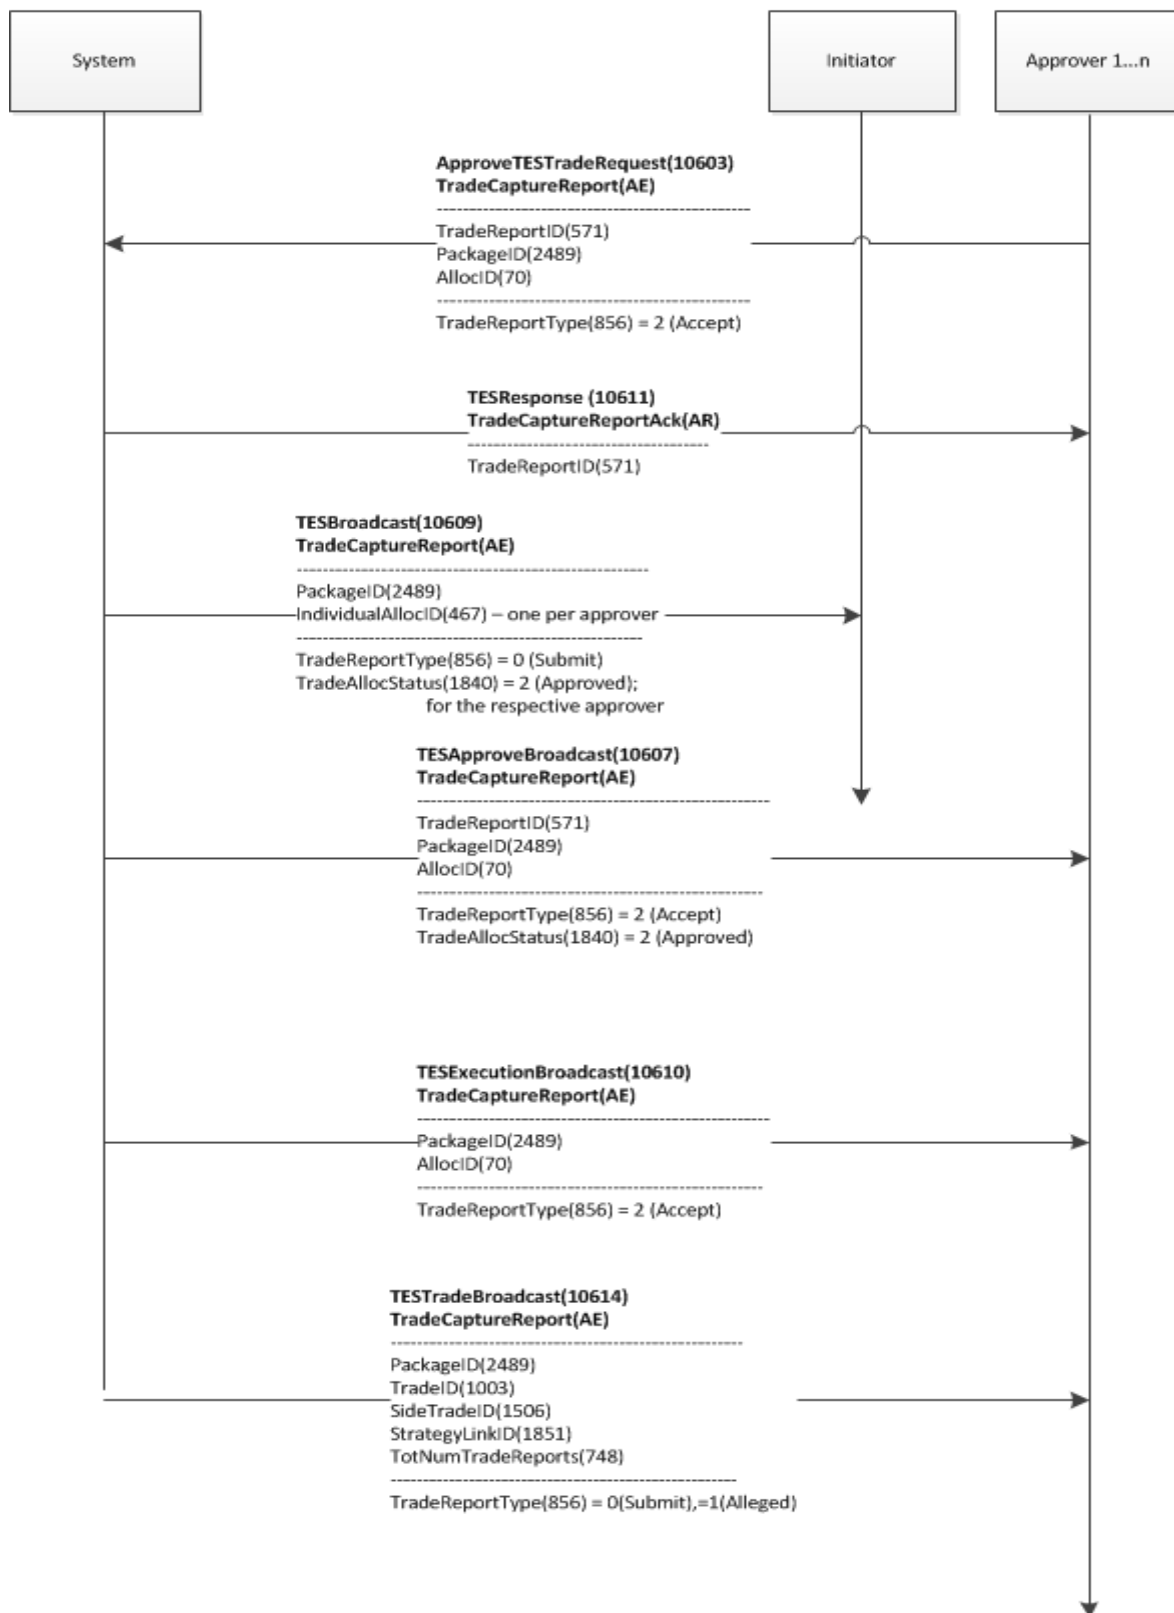 System
Initiator
Approver 1...n
ApproveTESTradeRequest(10603)
TradeCaptureReport(AE)
TradeReportID(571)
PackageID(2489)
AllocID(70)
TradeReportType(856) = 2 (Accept)
TESResponse (10611)
TradeCaptureReportAck(AR)
TradeReportID(571)
TESBroadcast(10609)
TradeCaptureReport(AE)
PackageID(2489)
IndividualAllocID(467) – one per approver
TradeReportType(856) = 0 (Submit)
TradeAllocStatus(1840) = 2 (Approved);
for the respective approver
TESApproveBroadcast(10607)
TradeCaptureReport(AE)
TradeReportID(571)
PackageID(2489)
AllocID(70)
TradeReportType(856) = 2 (Accept)
TradeAllocStatus(1840) = 2 (Approved)
TESExecutionBroadcast(10610)
TradeCaptureReport(AE)
PackageID(2489)
AllocID(70)
TradeReportType(856) = 2 (Accept)
TESTradeBroadcast(10614)
TradeCaptureReport(AE)
PackageID(2489)
TradeID(1003)
SideTradeID(1506)
StrategyLinkID(1851)
TotNumTradeReports(748)
TradeReportType(856) = 0(Submit),=1(Alleged)